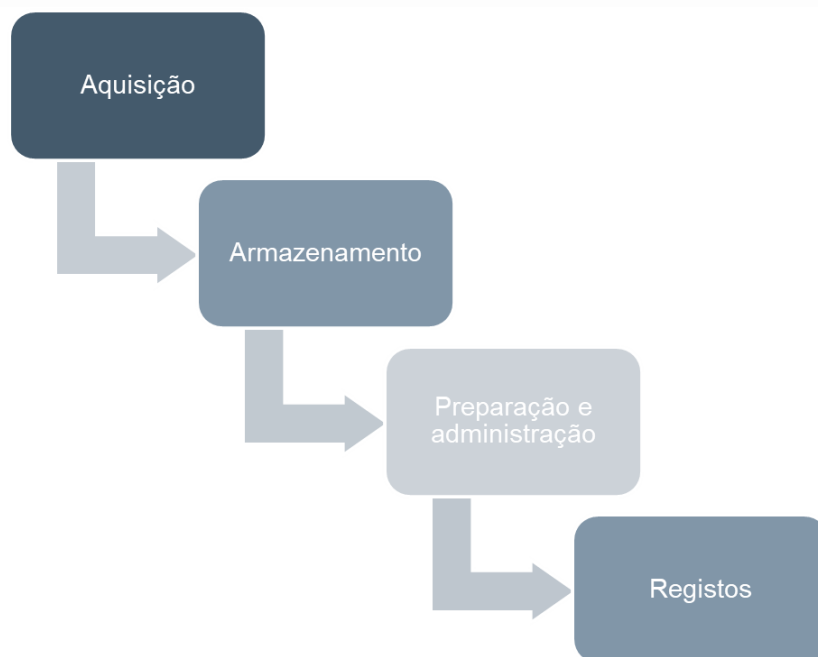 Aquisição
Armazenamento
Preparação e
administração
Registos